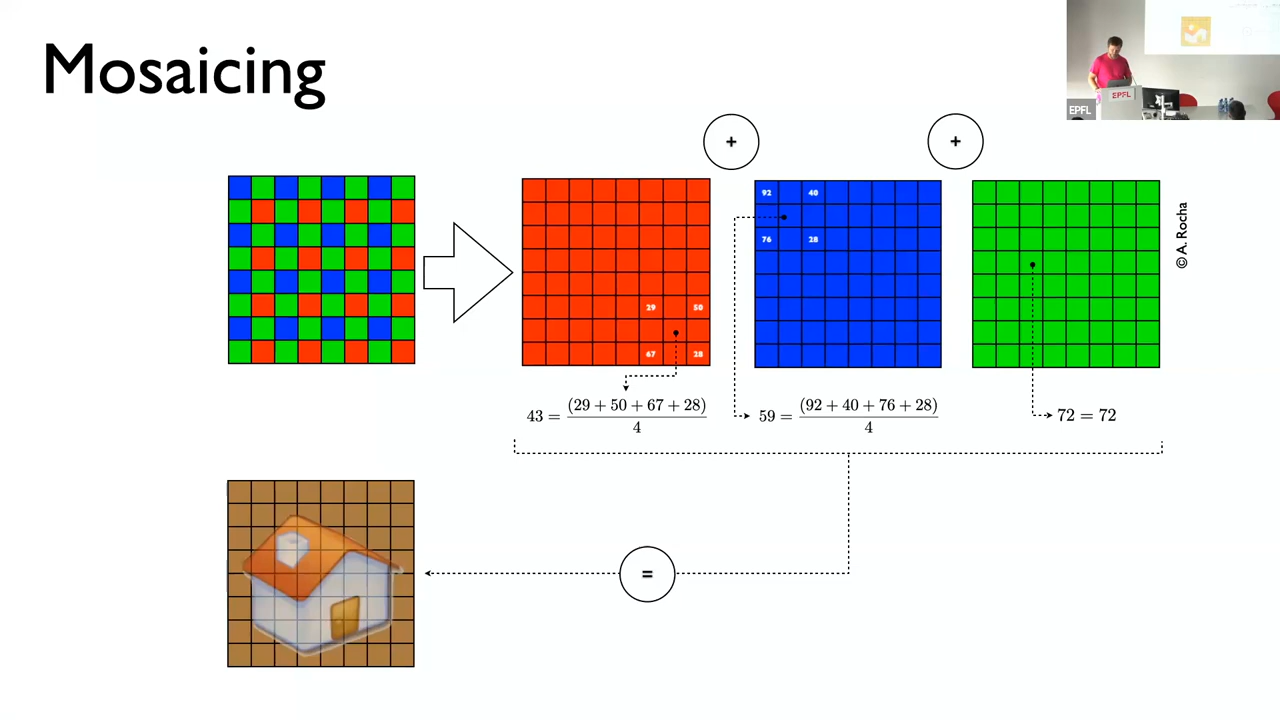 Mosaicing
EPFL
EPFL
+
+
92 40
76 28
29 50
67 28
© A. Rocha
43 = (29 + 50 + 67 + 28) / 4
59 = (92 + 40 + 76 + 28) / 4
72 = 72
=